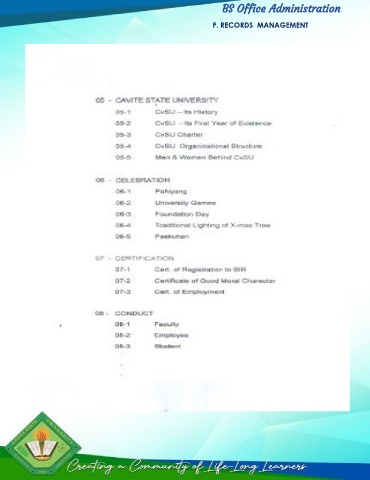 BS Office Administration
F. RECORDS MANAGEMENT
05 - CAVITE STATE UNIVERSITY
05-1 CvSU – Its History
05-2 CvSU - Its First Year of Existence
05-3 CvSU Charter
05-4 CvSU Organizational Structure
05-5 Men & Women Behind CvSU
06 - CELEBRATION
06-1 Pahiyang
06-2 University Games
06-3 Foundation Day
06-4 Traditional Lighting of X-mas Tree
06-5 Paskuhan
07 - CERTIFICATION
07-1 Cert. of Registration to BIR
07-2 Certificate of Good Moral Character
07-3 Cert. of Employment
08 - CONDUCT
08-1 Faculty
08-2 Employee
08-3 Student
Creating a Community of Life-Long Learners